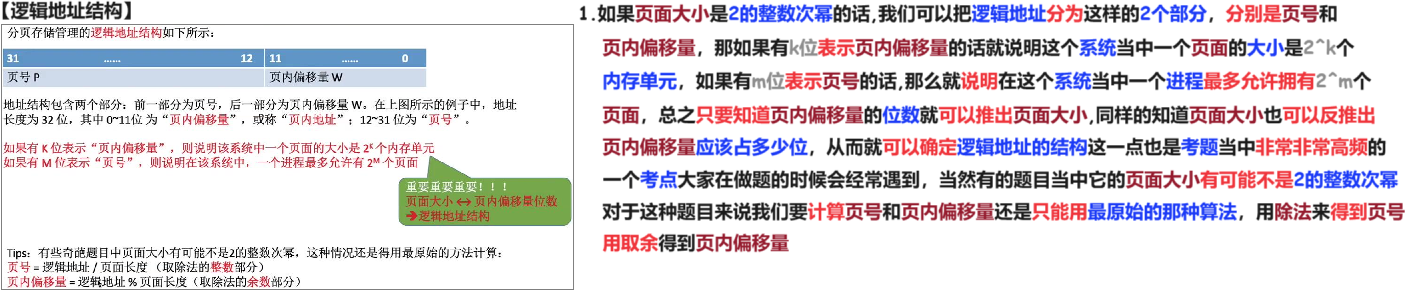 【逻辑地址结构】
分页存储管理的逻辑地址结构如下所示：
31 …… 12 11 …… 0
页号 P 页内偏移量 W
地址结构包含两个部分：前一部分为页号，后一部分为页内偏移量 W。在上图所示的例子中，地址
长度为 32 位，其中 0~11位 为“页内偏移量”，或称“页内地址”；12~31 位为“页号”。
如果有 K 位表示“页内偏移量”，则说明该系统中一个页面的大小是 2^K 个内存单元
如果有 M 位表示“页号”，则说明在该系统中，一个进程最多允许有 2^M 个页面
重要重要重要！！！
页面大小 ↔ 页内偏移量位数
➔逻辑地址结构
Tips：有些奇葩题目中页面大小有可能不是2的整数次幂，这种情况还是得用最原始的方法计算：
页号 = 逻辑地址 / 页面长度 （取除法的整数部分）
页内偏移量 = 逻辑地址 % 页面长度（取除法的余数部分）
1.如果页面大小是2的整数次幂的话,我们可以把逻辑地址分为这样的2个部分，分别是页号和
页内偏移量，那如果有k位表示页内偏移量的话就说明这个系统当中一个页面的大小是2^k个
内存单元，如果有m位表示页号的话,那么就说明在这个系统当中一个进程最多允许拥有2^m个
页面，总之只要知道页内偏移量的位数就可以推出页面大小,同样的知道页面大小也可以反推出
页内偏移量应该占多少位，从而就可以确定逻辑地址的结构这一点也是考题当中非常非常高频的
一个考点大家在做题的时候会经常遇到，当然有的题目当中它的页面大小有可能不是2的整数次幂
对于这种题目来说我们要计算页号和页内偏移量还是只能用最原始的那种算法，用除法来得到页号
用取余得到页内偏移量